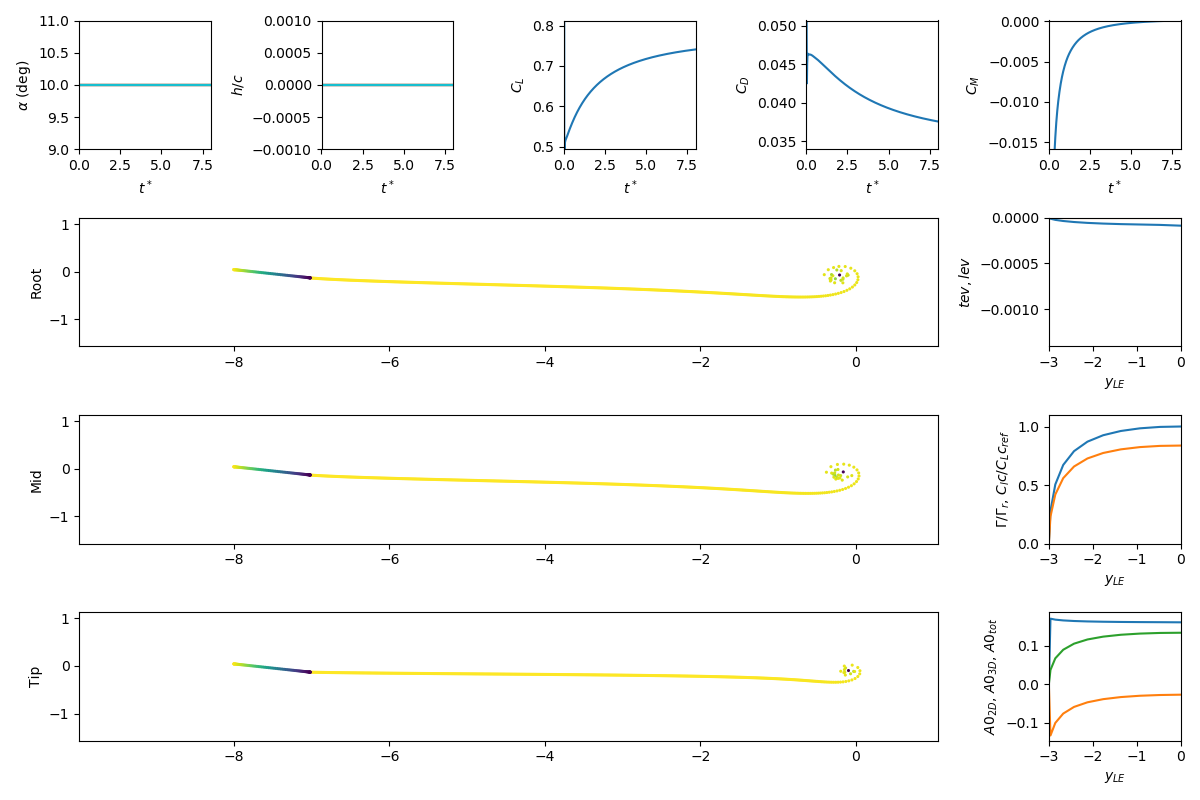 11.0
10.5
10.0
9.5
9.0
α (deg)
0.0 2.5 5.0 7.5
t*
0.0010
0.0005
0.0000
−0.0005
−0.0010
h/c
0.0 2.5 5.0 7.5
t*
0.8
0.7
0.6
0.5
C_L
0.0 2.5 5.0 7.5
t*
0.050
0.045
0.040
0.035
C_D
0.0 2.5 5.0 7.5
t*
0.000
−0.005
−0.010
−0.015
C_M
0.0 2.5 5.0 7.5
t*
1
0
−1
Root
−8 −6 −4 −2 0
0.0000
−0.0005
−0.0010
tev, lev
−3 −2 −1 0
y_LE
1
0
−1
Mid
−8 −6 −4 −2 0
1.0
0.5
0.0
Γ/Γ_r, C_l c/C_L c_ref
−3 −2 −1 0
y_LE
1
0
−1
Tip
−8 −6 −4 −2 0
0.1
0.0
−0.1
A0_2D, A0_3D, A0_tot
−3 −2 −1 0
y_LE